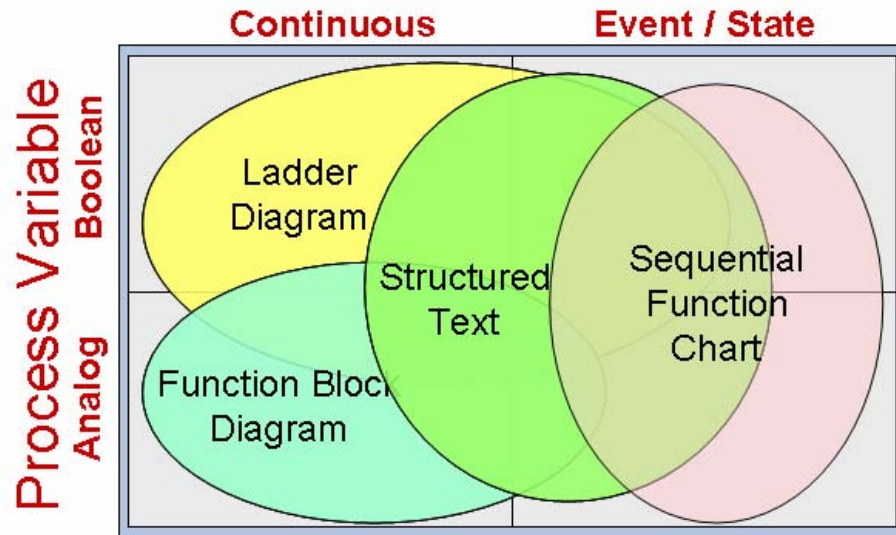 Continuous
Event / State
Process Variable
Boolean
Analog
Ladder
Diagram
Structured
Text
Sequential
Function
Chart
Function Block
Diagram